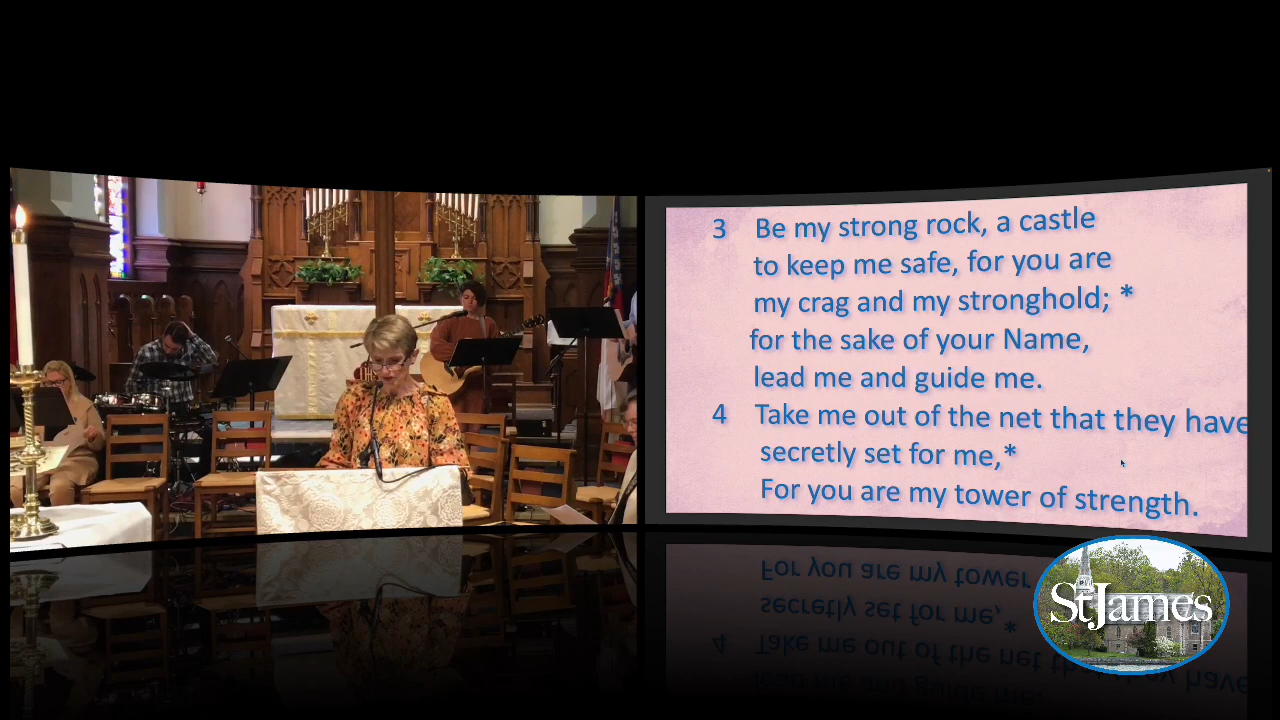 3 Be my strong rock, a castle
to keep me safe, for you are
my crag and my stronghold; *
for the sake of your Name,
lead me and guide me.
4 Take me out of the net that they have
secretly set for me,*
For you are my tower of strength.
St James